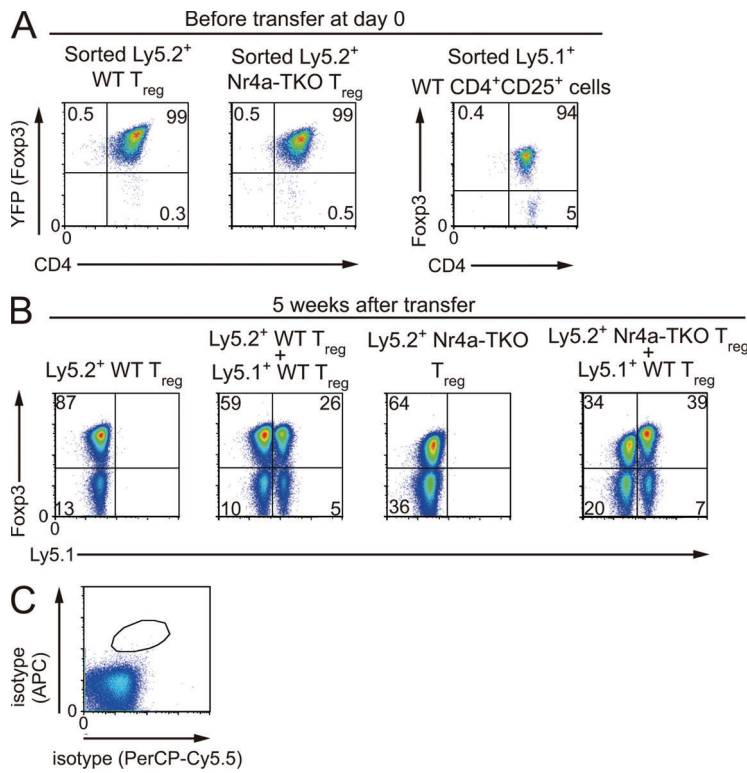 A
Before transfer at day 0
Sorted Ly5.2+
WT Treg
Sorted Ly5.2+
Nr4a-TKO Treg
Sorted Ly5.1+
WT CD4+CD25+ cells
YFP (Foxp3)
0.5
99
0.3
0
0.5
99
0.5
Foxp3
0.4
94
5
0
0
CD4
CD4
B
5 weeks after transfer
Ly5.2+ WT Treg
Ly5.2+ WT Treg
+
Ly5.1+ WT Treg
Ly5.2+ Nr4a-TKO
Treg
Ly5.2+ Nr4a-TKO Treg
+
Ly5.1+ WT Treg
Foxp3
87
13
0
0
59
26
10
5
64
36
34
39
20
7
Ly5.1
C
isotype
(APC)
0
0
isotype (PerCP-Cy5.5)